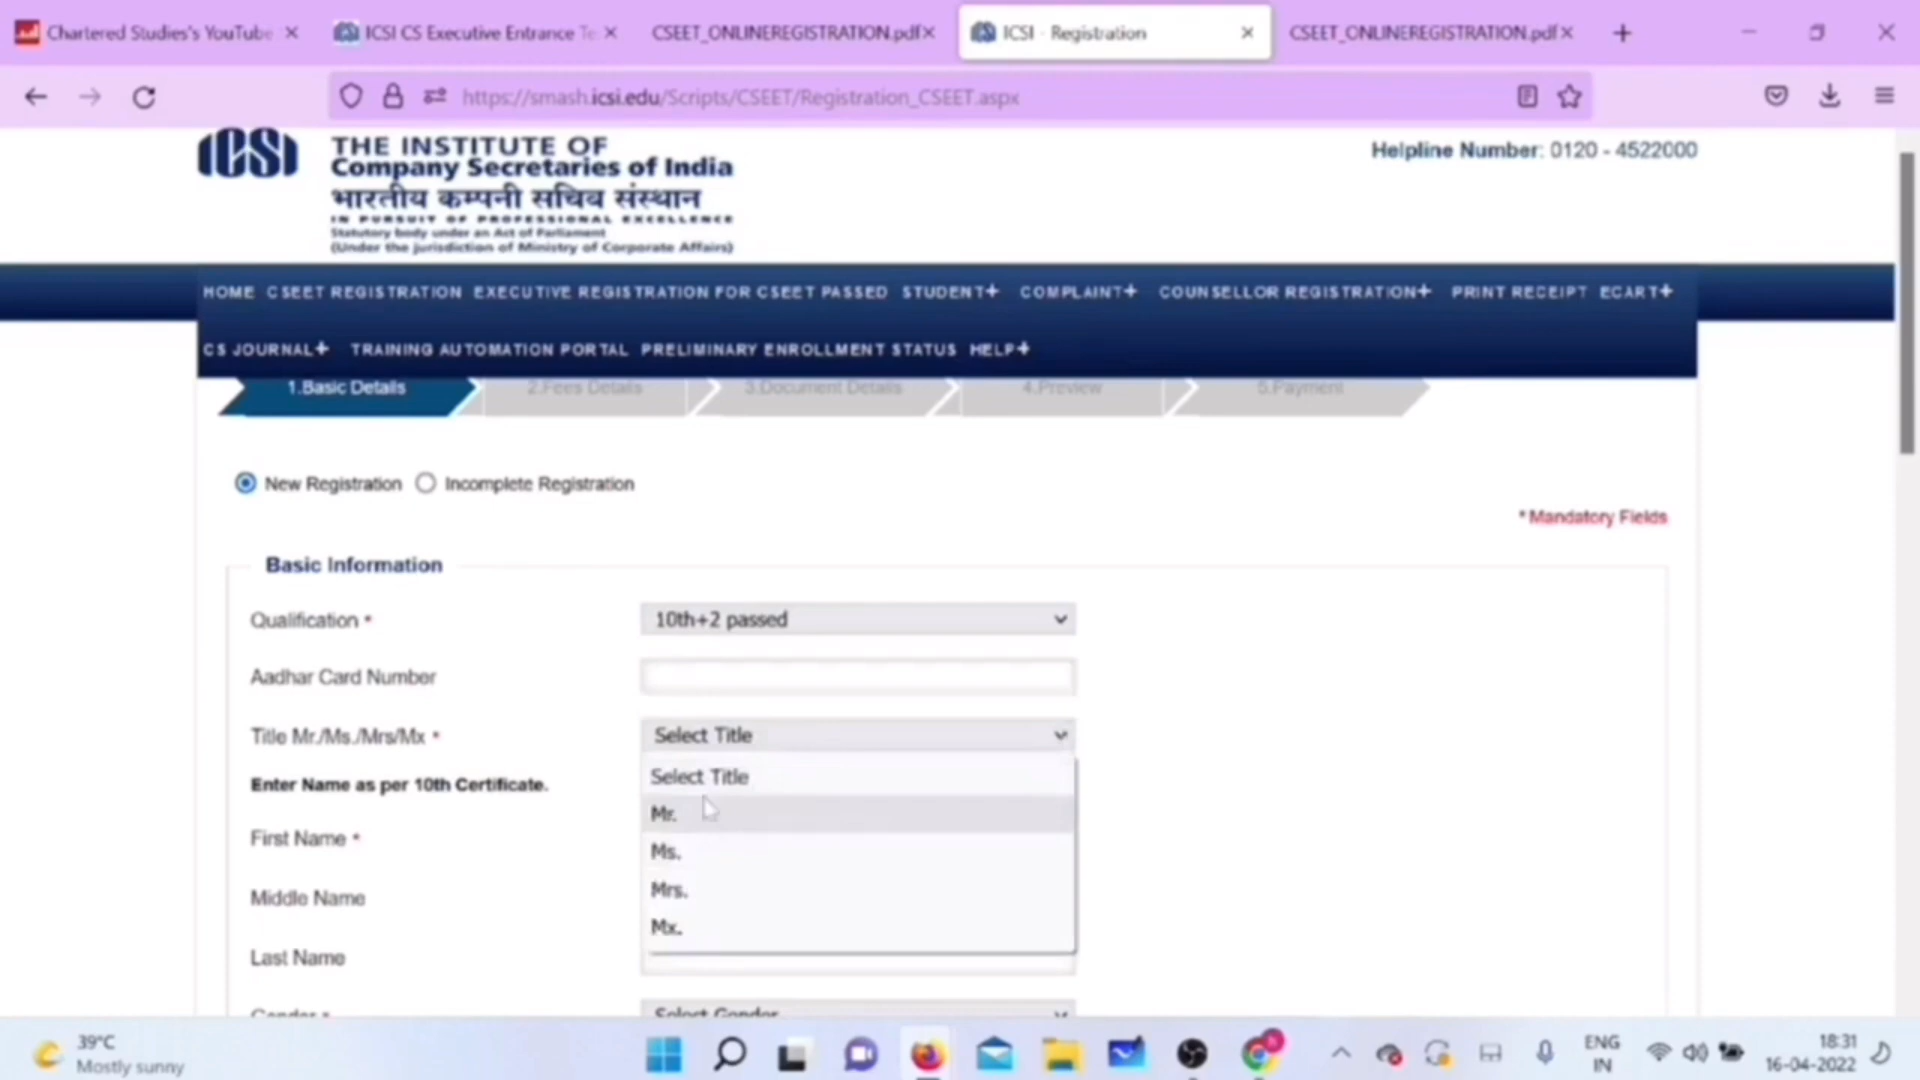 Chartered Studies's YouTube
ICSI CS Executive Entrance Te
CSEET_ONLINEREGISTRATION.pdf
ICSI - Registration
CSEET_ONLINEREGISTRATION.pdf
https://smash.icsi.edu/Scripts/CSEET/Registration_CSEET.aspx
ICSI
THE INSTITUTE OF
Company Secretaries of India
भारतीय कम्पनी सचिव संस्थान
IN PURSUIT OF PROFESSIONAL EXCELLENCE
Statutory body under an Act of Parliament
(Under the jurisdiction of Ministry of Corporate Affairs)
Helpline Number: 0120 - 4522000
HOME CSEET REGISTRATION EXECUTIVE REGISTRATION FOR CSEET PASSED STUDENT+ COMPLAINT+ COUNSELLOR REGISTRATION+ PRINT RECEIPT ECART+
CS JOURNAL+ TRAINING AUTOMATION PORTAL PRELIMINARY ENROLLMENT STATUS HELP+
1.Basic Details 2.Fees Details 3.Document Details 4.Preview 5.Payment
New Registration Incomplete Registration
* Mandatory Fields
Basic Information
Qualification * 10th+2 passed
Aadhar Card Number
Title Mr./Ms./Mrs/Mx * Select Title
Select Title
Enter Name as per 10th Certificate.
Mr.
First Name *
Ms.
Mrs.
Middle Name
Mx.
Last Name
Gender * Select Gender
39°C
Mostly sunny
ENG
IN
18:31
16-04-2022